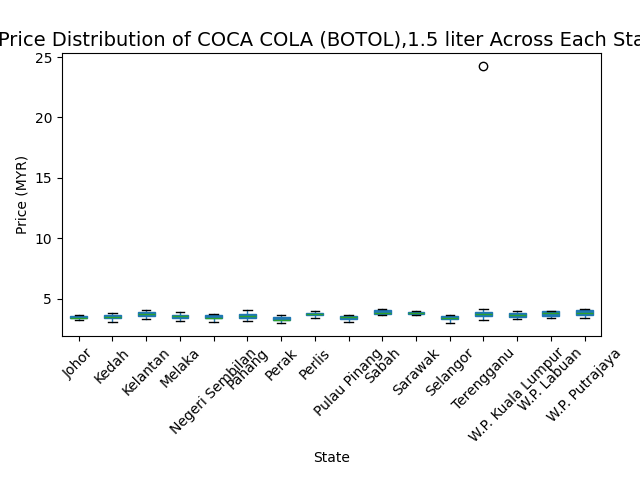 Price Distribution of COCA COLA (BOTOL),1.5 liter Across Each Sta
25
20
15
10
5
Price (MYR)
Johor
Kedah
Kelantan
Melaka
Negeri Sembilan
Pahang
Perak
Perlis
Pulau Pinang
Sabah
Sarawak
Selangor
Terengganu
W.P. Kuala Lumpur
W.P. Labuan
W.P. Putrajaya
State